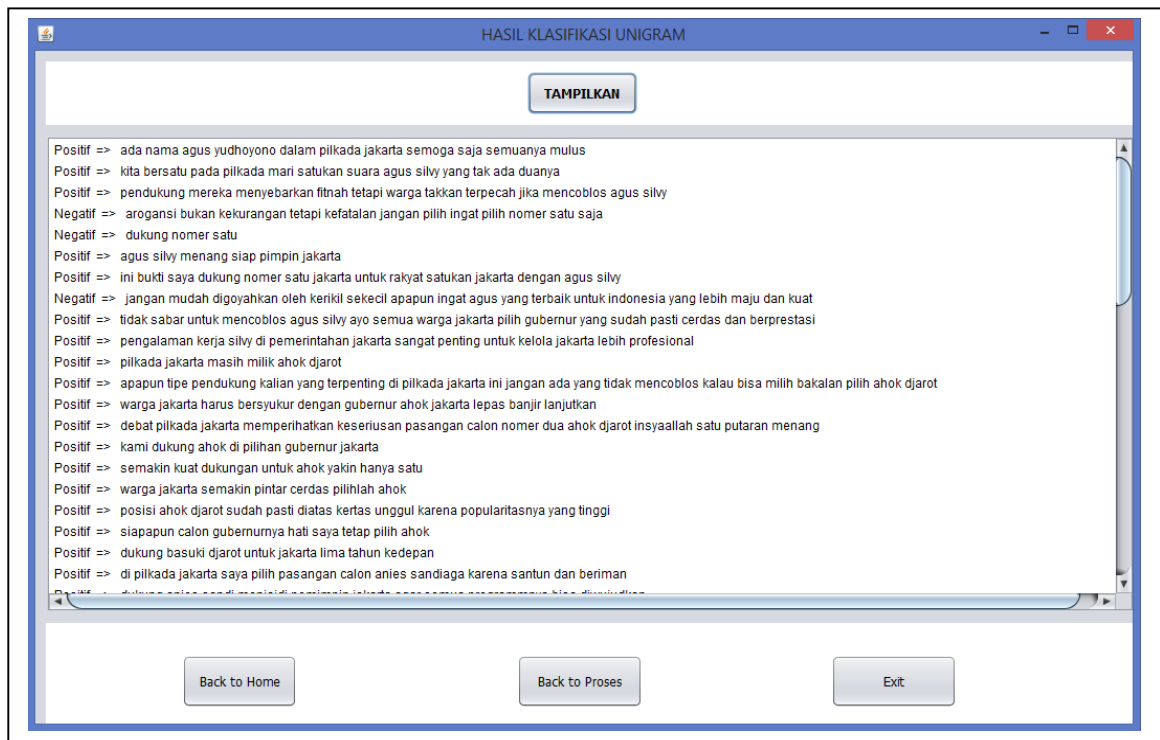 HASIL KLASIFIKASI UNIGRAM
TAMPILKAN
Positif => ada nama agus yudhoyono dalam pilkada jakarta semoga saja semuanya mulus
Positif => kita bersatu pada pilkada mari satukan suara agus silvy yang tak ada duanya
Positif => pendukung mereka menyebarkan fitnah tetapi warga takkan terpecah jika mencoblos agus silvy
Negatif => arogansi bukan kekurangan tetapi kefatalan jangan pilih ingat pilih nomer satu saja
Negatif => dukung nomer satu
Positif => agus silvy menang siap pimpin jakarta
Positif => ini bukti saya dukung nomer satu jakarta untuk rakyat satukan jakarta dengan agus silvy
Negatif => jangan mudah digoyahkan oleh kerikil sekecil apapun ingat agus yang terbaik untuk indonesia yang lebih maju dan kuat
Positif => tidak sabar untuk mencoblos agus silvy ayo semua warga jakarta pilih gubernur yang sudah pasti cerdas dan berprestasi
Positif => pengalaman kerja silvy di pemerintahan jakarta sangat penting untuk kelola jakarta lebih profesional
Positif => pilkada jakarta masih milik ahok djarot
Positif => apapun tipe pendukung kalian yang terpenting di pilkada jakarta ini jangan ada yang tidak mencoblos kalau bisa milih bakalan pilih ahok djarot
Positif => warga jakarta harus bersyukur dengan gubernur ahok jakarta lepas banjir lanjutkan
Positif => debat pilkada jakarta memperihatkan keseriusan pasangan calon nomer dua ahok djarot insyaallah satu putaran menang
Positif => kami dukung ahok di pilihan gubernur jakarta
Positif => semakin kuat dukungan untuk ahok yakin hanya satu
Positif => warga jakarta semakin pintar cerdas pilihlah ahok
Positif => posisi ahok djarot sudah pasti diatas kertas unggul karena popularitasnya yang tinggi
Positif => siapapun calon gubernurnya hati saya tetap pilih ahok
Positif => dukung basuki djarot untuk jakarta lima tahun kedepan
Positif => di pilkada jakarta saya pilih pasangan calon anies sandiaga karena santun dan beriman
Back to Home
Back to Proses
Exit